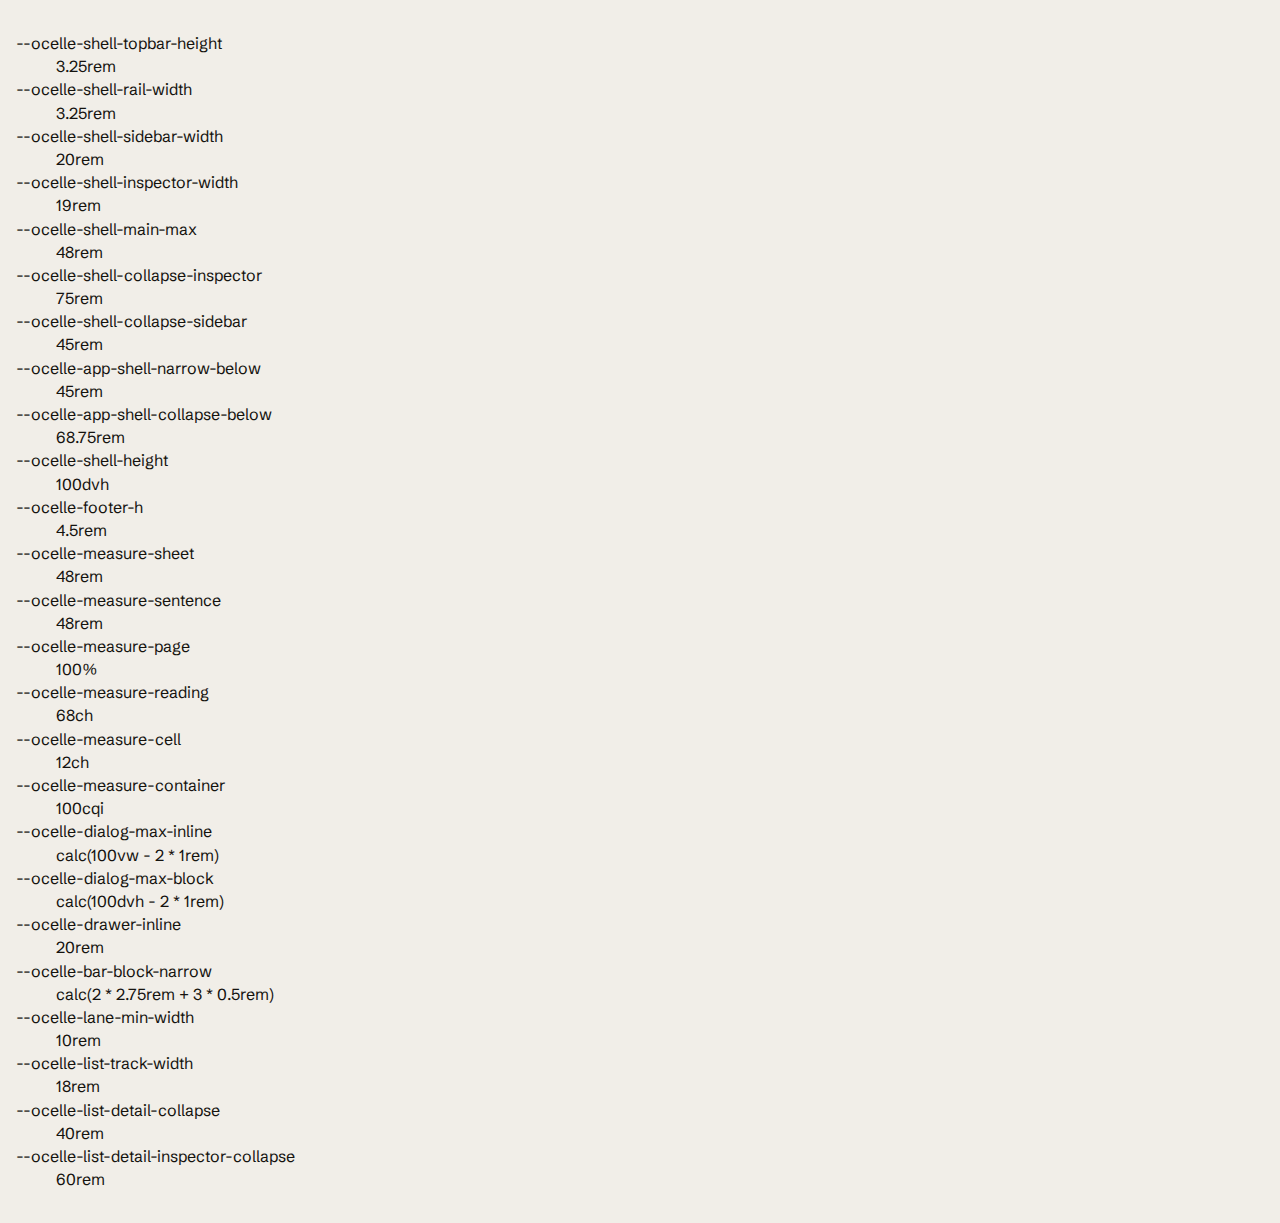 --ocelle-shell-topbar-height
3.25rem
--ocelle-shell-rail-width
3.25rem
--ocelle-shell-sidebar-width
20rem
--ocelle-shell-inspector-width
19rem
--ocelle-shell-main-max
48rem
--ocelle-shell-collapse-inspector
75rem
--ocelle-shell-collapse-sidebar
45rem
--ocelle-app-shell-narrow-below
45rem
--ocelle-app-shell-collapse-below
68.75rem
--ocelle-shell-height
100dvh
--ocelle-footer-h
4.5rem
--ocelle-measure-sheet
48rem
--ocelle-measure-sentence
48rem
--ocelle-measure-page
100%
--ocelle-measure-reading
68ch
--ocelle-measure-cell
12ch
--ocelle-measure-container
100cqi
--ocelle-dialog-max-inline
calc(100vw - 2 * 1rem)
--ocelle-dialog-max-block
calc(100dvh - 2 * 1rem)
--ocelle-drawer-inline
20rem
--ocelle-bar-block-narrow
calc(2 * 2.75rem + 3 * 0.5rem)
--ocelle-lane-min-width
10rem
--ocelle-list-track-width
18rem
--ocelle-list-detail-collapse
40rem
--ocelle-list-detail-inspector-collapse
60rem